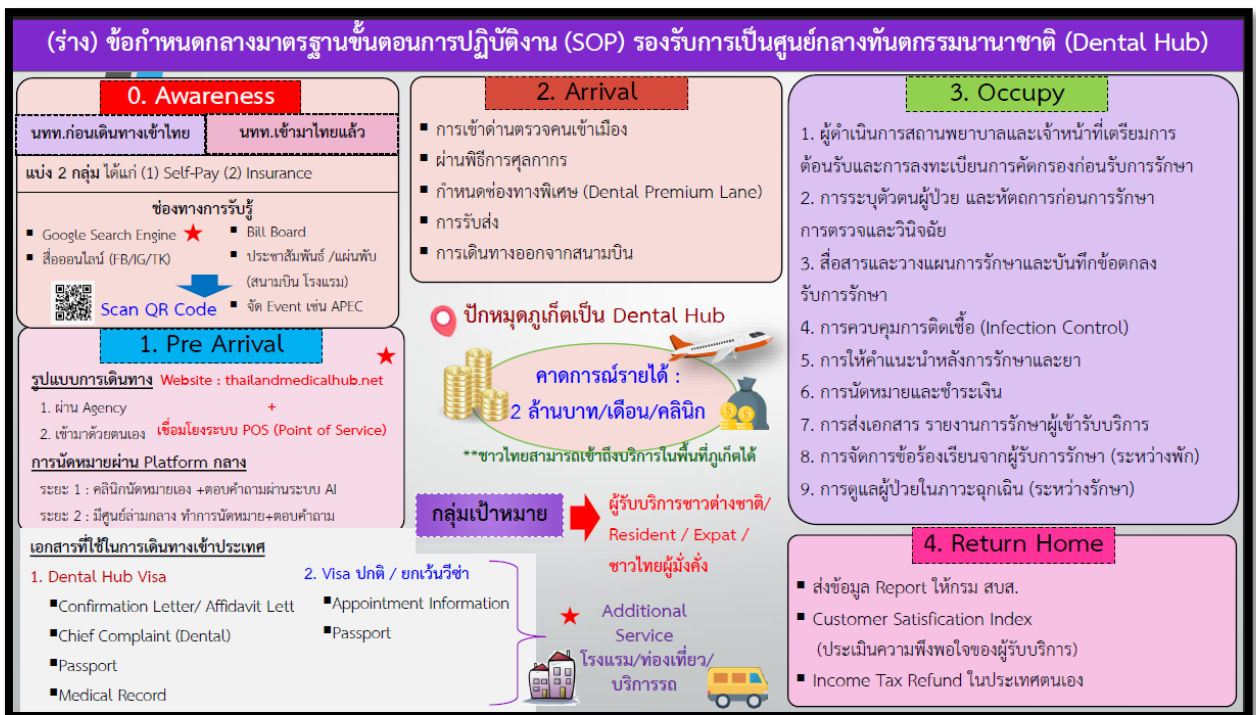 (ร่าง) ข้อกำหนดกลางมาตรฐานขั้นตอนการปฏิบัติงาน (SOP) รองรับการเป็นศูนย์กลางทันตกรรมนานาชาติ (Dental Hub)
0. Awareness
นทท.ก่อนเดินทางเข้าไทย
นทท.เข้ามาไทยแล้ว
แบ่ง 2 กลุ่ม ได้แก่ (1) Self-Pay (2) Insurance
ช่องทางการรับรู้
▪ Google Search Engine
▪ สื่อออนไลน์ (FB/IG/TK)
Scan QR Code
▪ Bill Board
▪ ประชาสัมพันธ์ /แผ่นพับ
(สนามบิน โรงแรม)
▪ จัด Event เช่น APEC
1. Pre Arrival
รูปแบบการเดินทาง Website : thailandmedicalhub.net
1. ผ่าน Agency +
2. เข้ามาด้วยตนเอง เชื่อมโยงระบบ POS (Point of Service)
การนัดหมายผ่าน Platform กลาง
ระยะ 1 : คลินิกนัดหมายเอง +ตอบคำถามผ่านระบบ AI
ระยะ 2 : มีศูนย์ล่ามกลาง ทำการนัดหมาย+ตอบคำถาม
เอกสารที่ใช้ในการเดินทางเข้าประเทศ
1. Dental Hub Visa
▪Confirmation Letter/ Affidavit Lett
▪Chief Complaint (Dental)
▪Passport
▪Medical Record
2. Visa ปกติ / ยกเว้นวีซ่า
▪Appointment Information
▪Passport
2. Arrival
▪ การเข้าด่านตรวจคนเข้าเมือง
▪ ผ่านพิธีการศุลกากร
▪ กำหนดช่องทางพิเศษ (Dental Premium Lane)
▪ การรับส่ง
▪ การเดินทางออกจากสนามบิน
ปักหมุดภูเก็ตเป็น Dental Hub
คาดการณ์รายได้ :
2 ล้านบาท/เดือน/คลินิก
**ชาวไทยสามารถเข้าถึงบริการในพื้นที่ภูเก็ตได้
กลุ่มเป้าหมาย
ผู้รับบริการชาวต่างชาติ/
Resident / Expat /
ชาวไทยผู้มั่งคั่ง
Additional
Service
โรงแรม/ท่องเที่ยว/
บริการรถ
3. Occupy
1. ผู้ดำเนินการสถานพยาบาลและเจ้าหน้าที่เตรียมการ
ต้อนรับและการลงทะเบียนการคัดกรองก่อนรับการรักษา
2. การระบุตัวตนผู้ป่วย และหัตถการก่อนการรักษา
การตรวจและวินิจฉัย
3. สื่อสารและวางแผนการรักษาและบันทึกข้อตกลง
รับการรักษา
4. การควบคุมการติดเชื้อ (Infection Control)
5. การให้คำแนะนำหลังการรักษาและยา
6. การนัดหมายและชำระเงิน
7. การส่งเอกสาร รายงานการรักษาผู้เข้ารับบริการ
8. การจัดการข้อร้องเรียนจากผู้รับการรักษา (ระหว่างพัก)
9. การดูแลผู้ป่วยในภาวะฉุกเฉิน (ระหว่างรักษา)
4. Return Home
▪ ส่งข้อมูล Report ให้กรม สบส.
▪ Customer Satisfication Index
(ประเมินความพึงพอใจของผู้รับบริการ)
▪ Income Tax Refund ในประเทศตนเอง